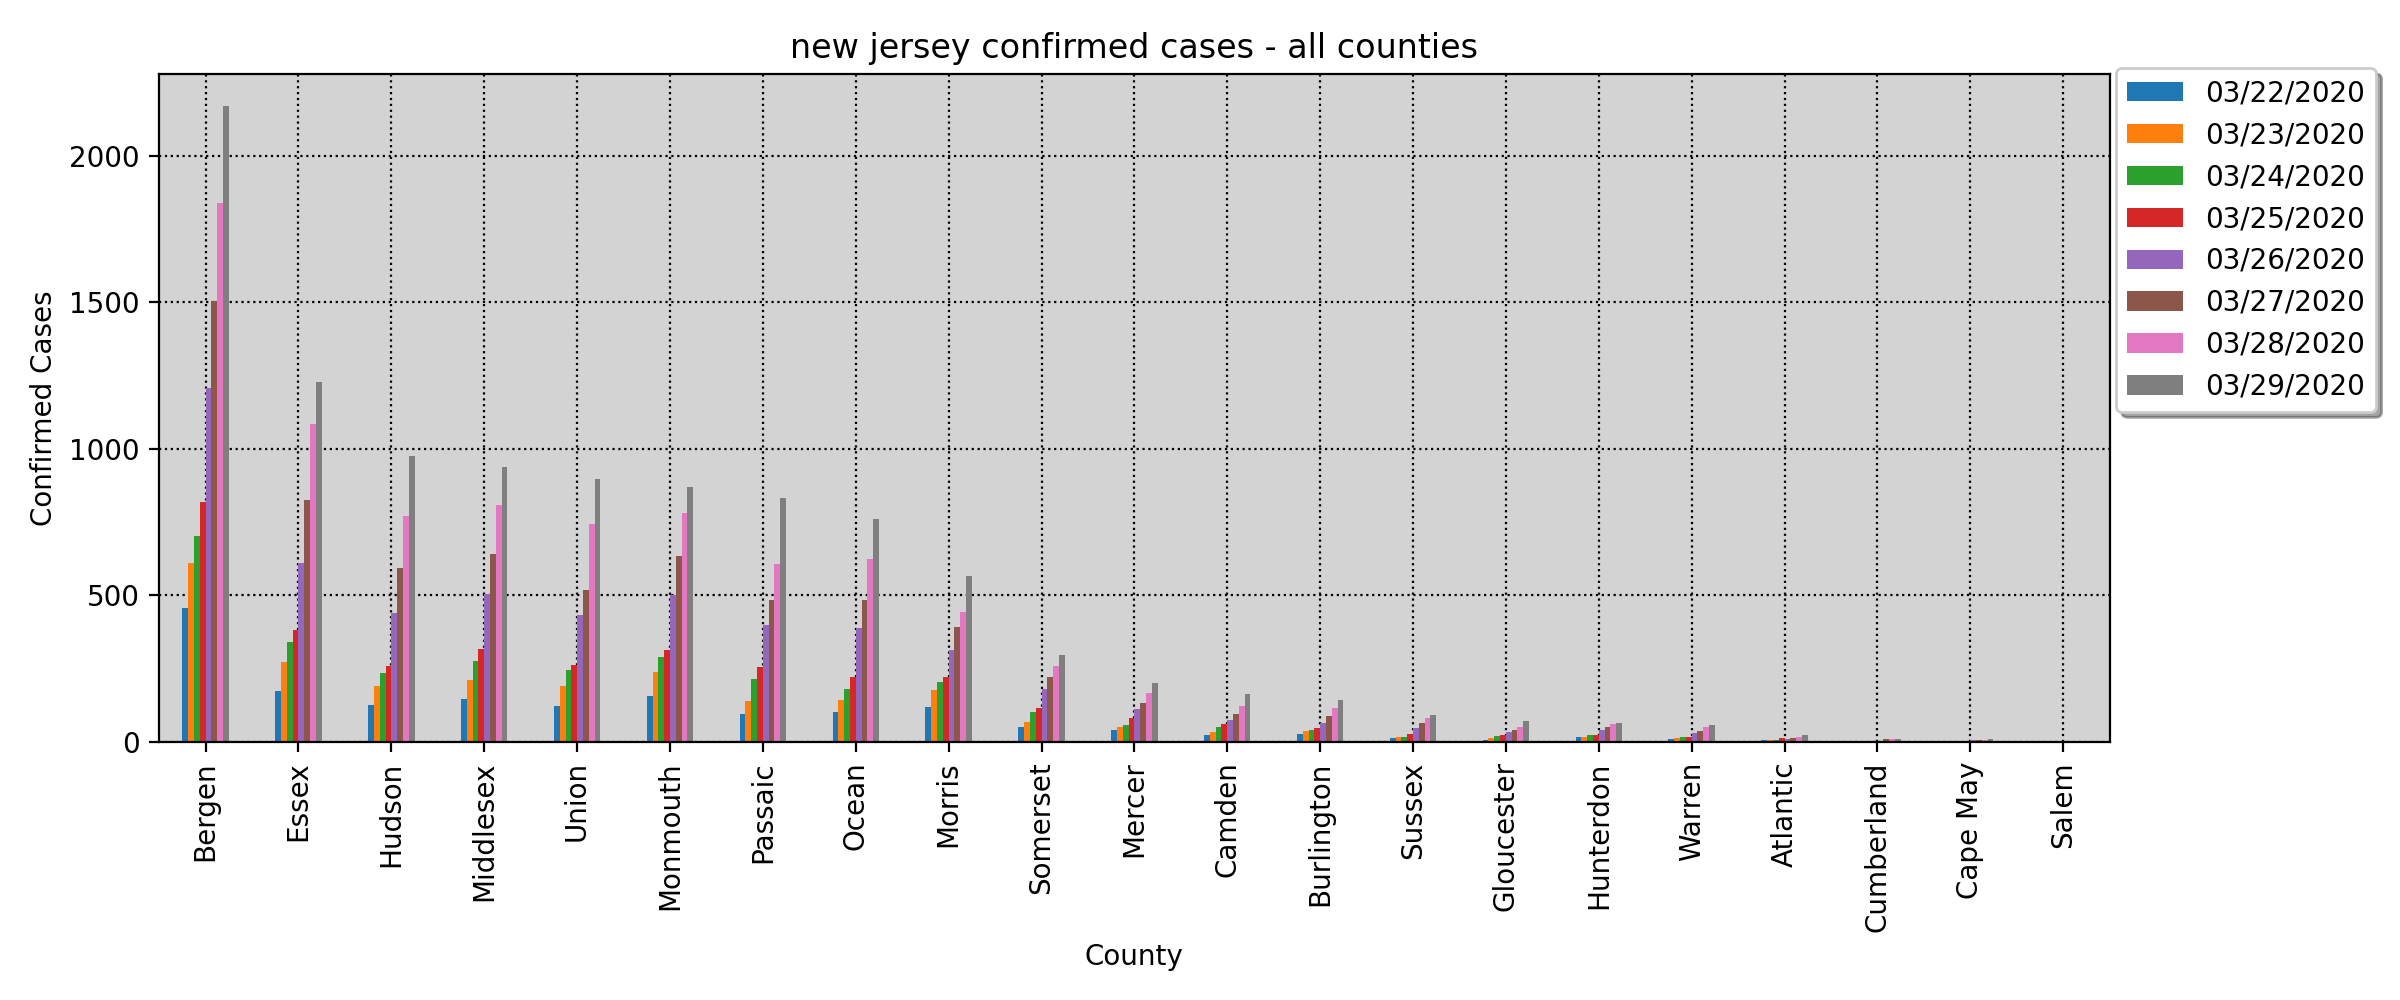 new jersey confirmed cases - all counties
03/22/2020
03/23/2020
03/24/2020
03/25/2020
03/26/2020
03/27/2020
03/28/2020
03/29/2020
Confirmed Cases
2000
1500
1000
500
0
Bergen
Essex
Hudson
Middlesex
Union
Monmouth
Passaic
Ocean
Morris
Somerset
Mercer
Camden
Burlington
Sussex
Gloucester
Hunterdon
Warren
Atlantic
Cumberland
Cape May
Salem
County